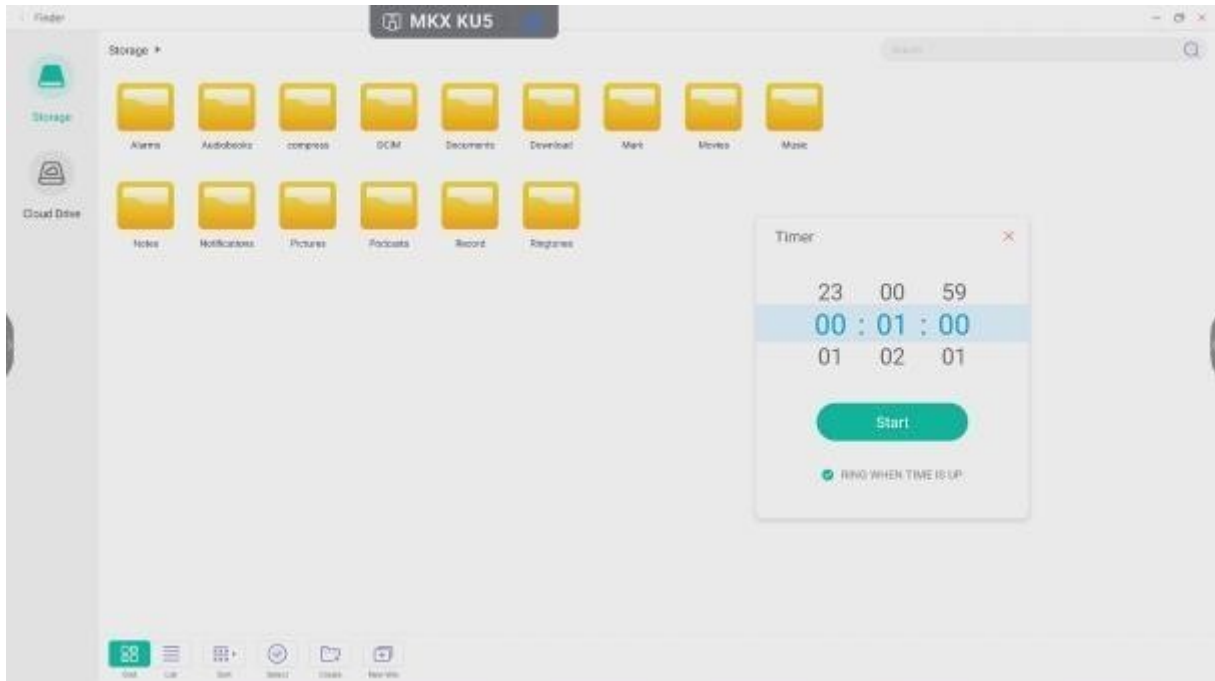 Finder
MKX KU5
Storage ▸
Storage
Cloud Drive
Alarms Audiobooks compress DCIM Documents Download Mark Movies Music
Notes Notifications Pictures Podcasts Record Ringtones
Timer
23 00 59
00 : 01 : 00
01 02 01
Start
RING WHEN TIME IS UP
Grid List Sort Select Create New Win